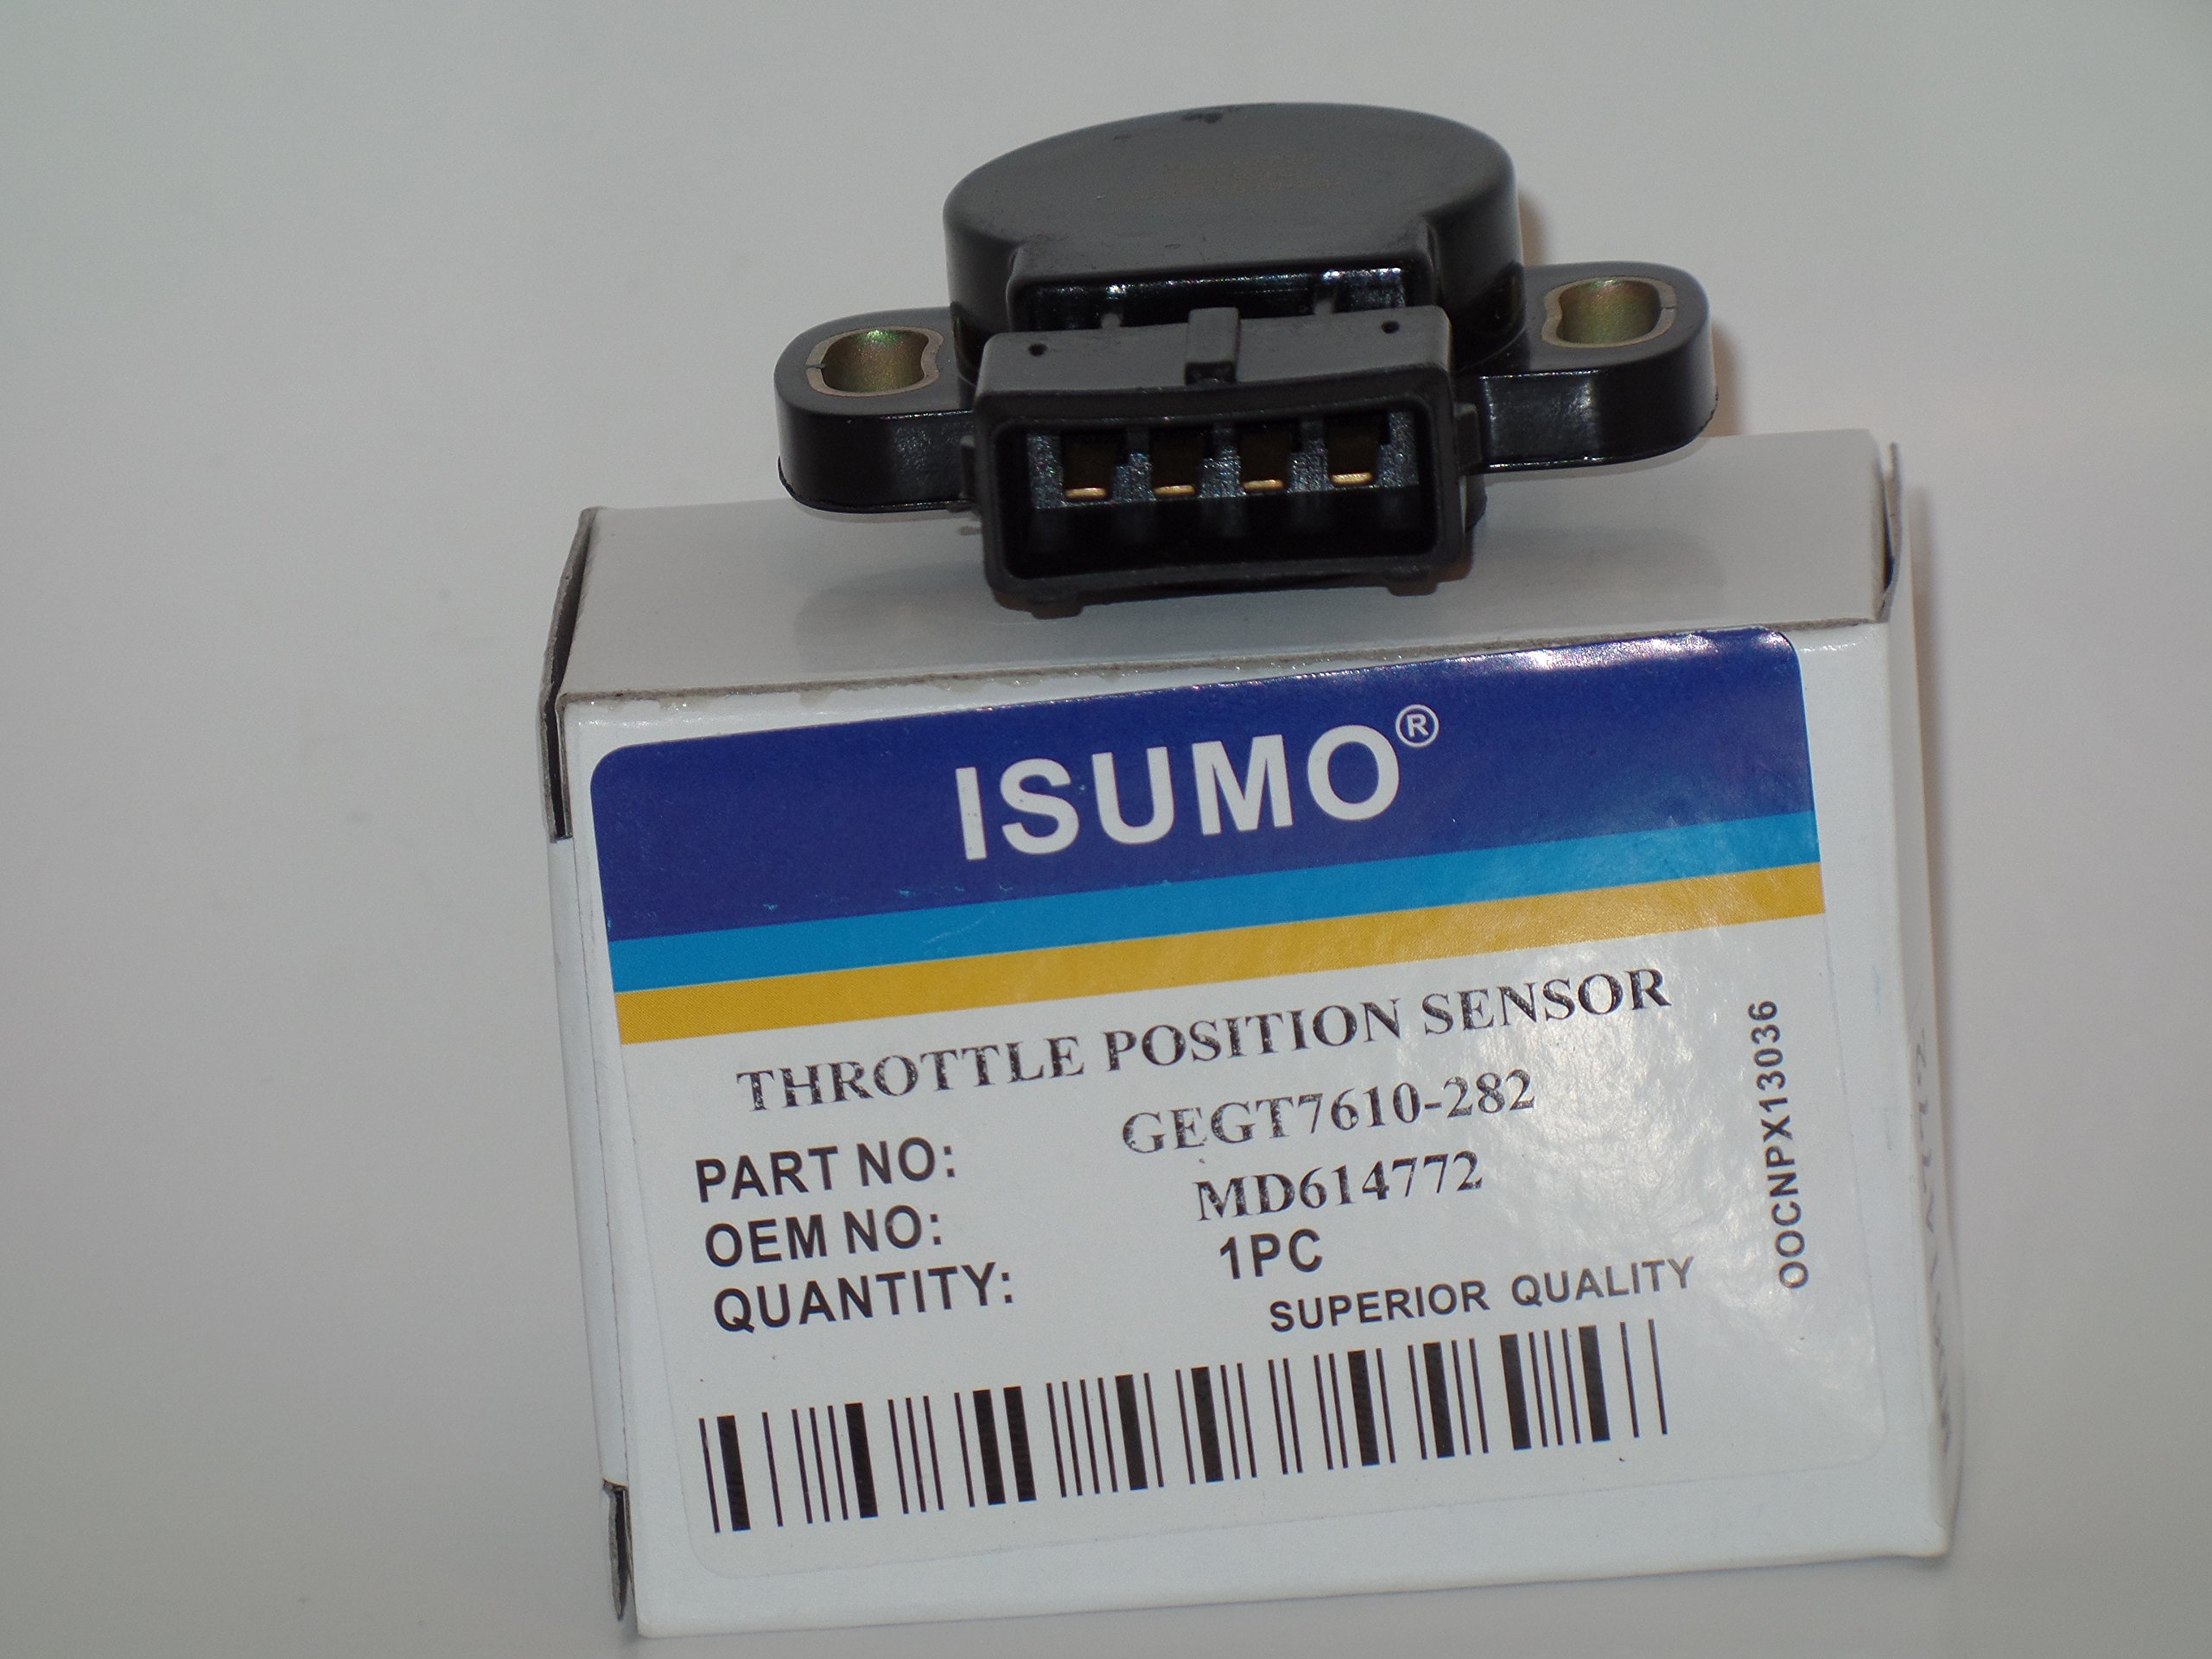 ISUMO®
THROTTLE POSITION SENSOR
PART NO: GEGT7610-282
OEM NO: MD614772
QUANTITY: 1PC
SUPERIOR QUALITY
OOCNPX13036